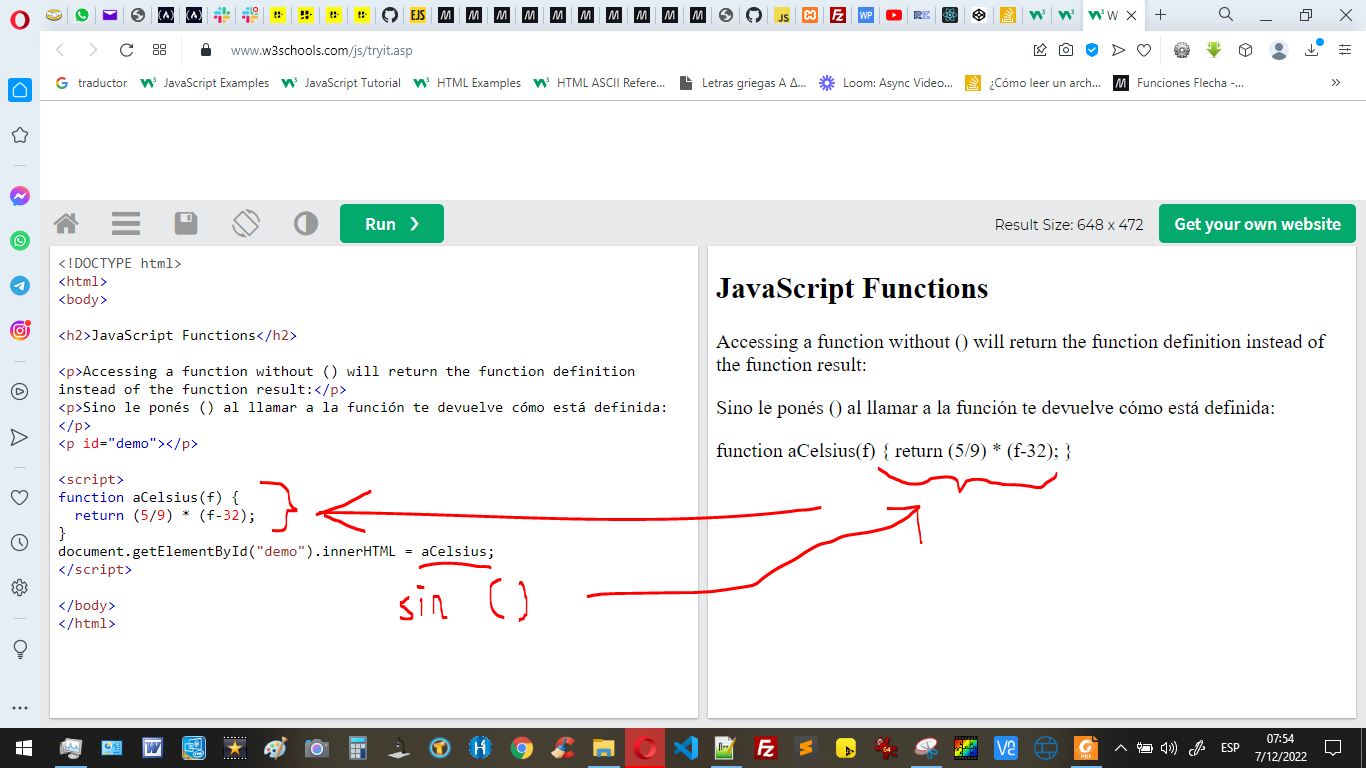 W
www.w3schools.com/js/tryit.asp
traductor
JavaScript Examples
JavaScript Tutorial
HTML Examples
HTML ASCII Refere...
Letras griegas Α Δ...
Loom: Async Video...
¿Cómo leer un arch...
Funciones Flecha -...
»
Run ❯
Result Size: 648 x 472
Get your own website
<!DOCTYPE html>
<html>
<body>
<h2>JavaScript Functions</h2>
<p>Accessing a function without () will return the function definition
instead of the function result:</p>
<p>Sino le ponés () al llamar a la función te devuelve cómo está definida:
</p>
<p id="demo"></p>
<script>
function aCelsius(f) {
  return (5/9) * (f-32);
}
document.getElementById("demo").innerHTML = aCelsius;
</script>
sin ()
</body>
</html>
JavaScript Functions
Accessing a function without () will return the function definition instead of
the function result:
Sino le ponés () al llamar a la función te devuelve cómo está definida:
function aCelsius(f) { return (5/9) * (f-32); }
ESP
07:54
7/12/2022